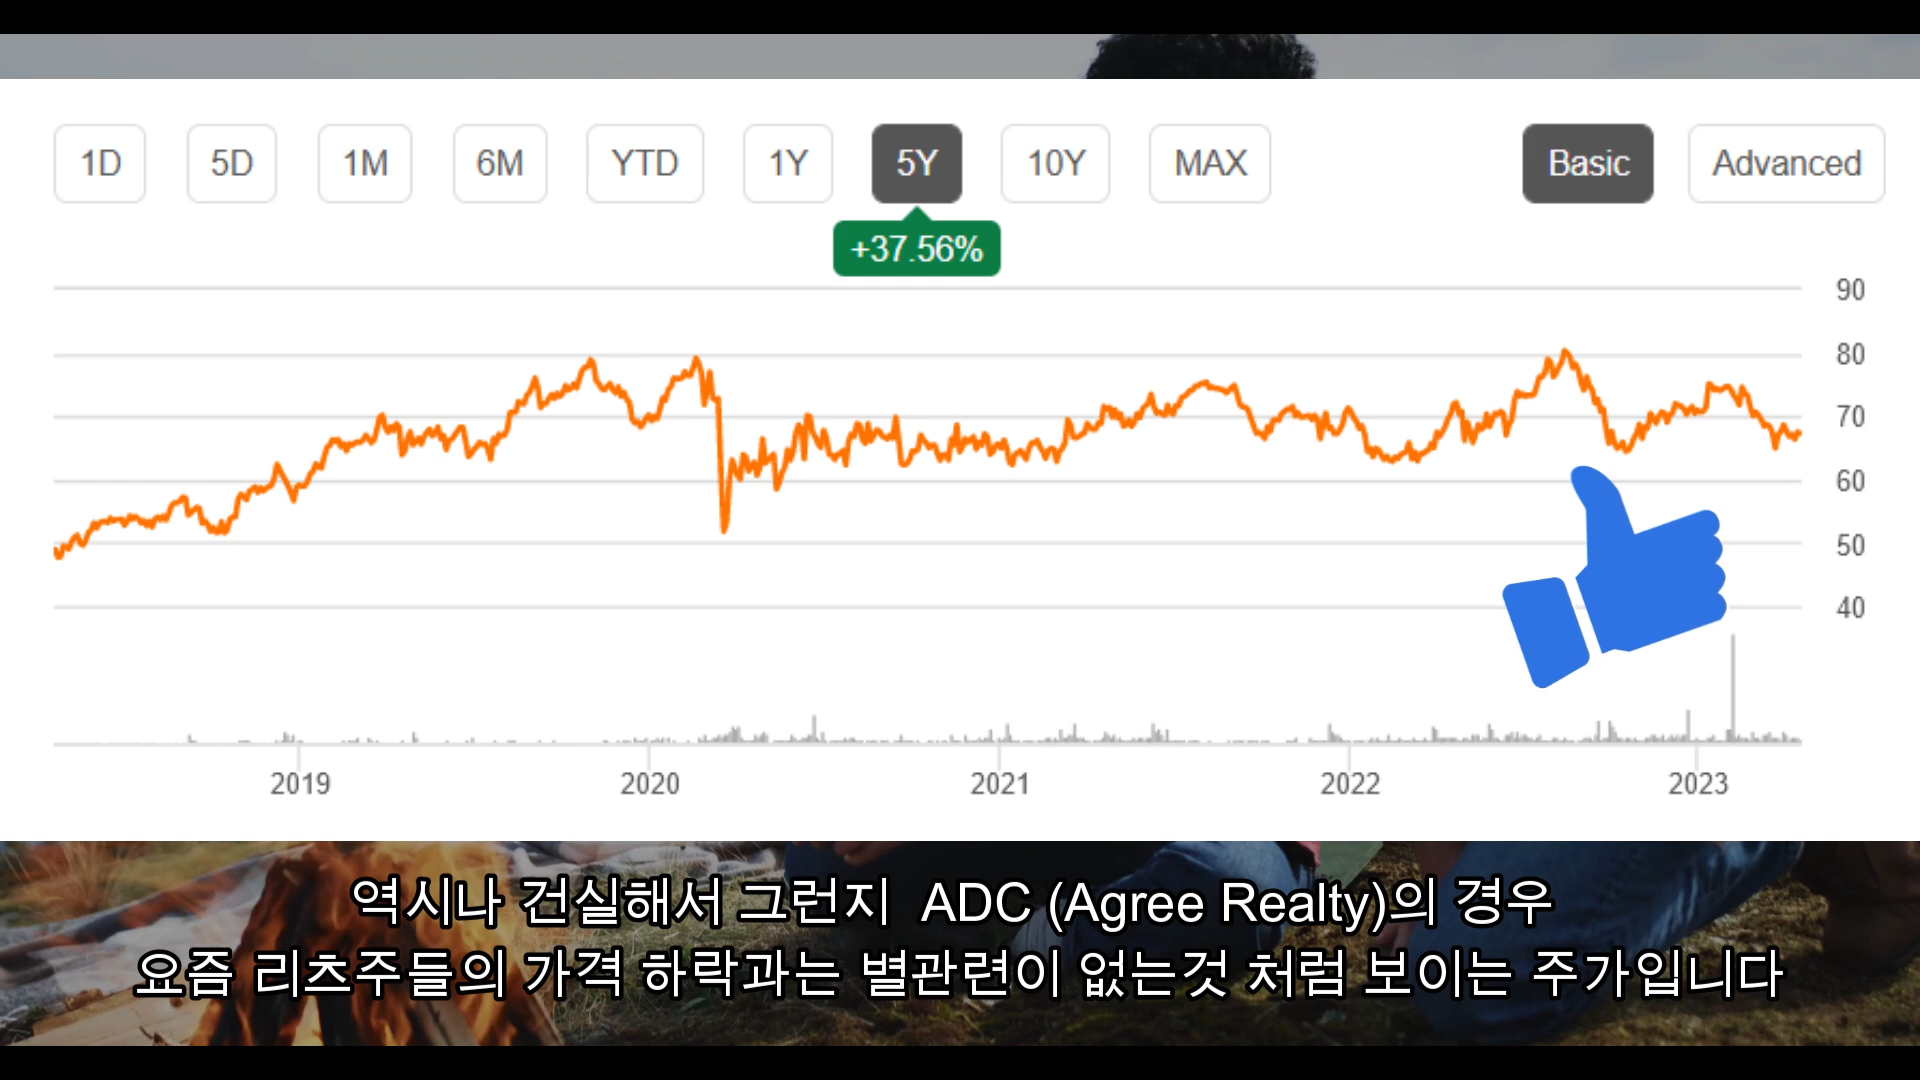 1D 5D 1M 6M YTD 1Y 5Y 10Y MAX Basic Advanced
+37.56%
90
80
70
60
50
40
2019 2020 2021 2022 2023
역시나 건실해서 그런지 ADC (Agree Realty)의 경우
요즘 리츠주들의 가격 하락과는 별관련이 없는것 처럼 보이는 주가입니다